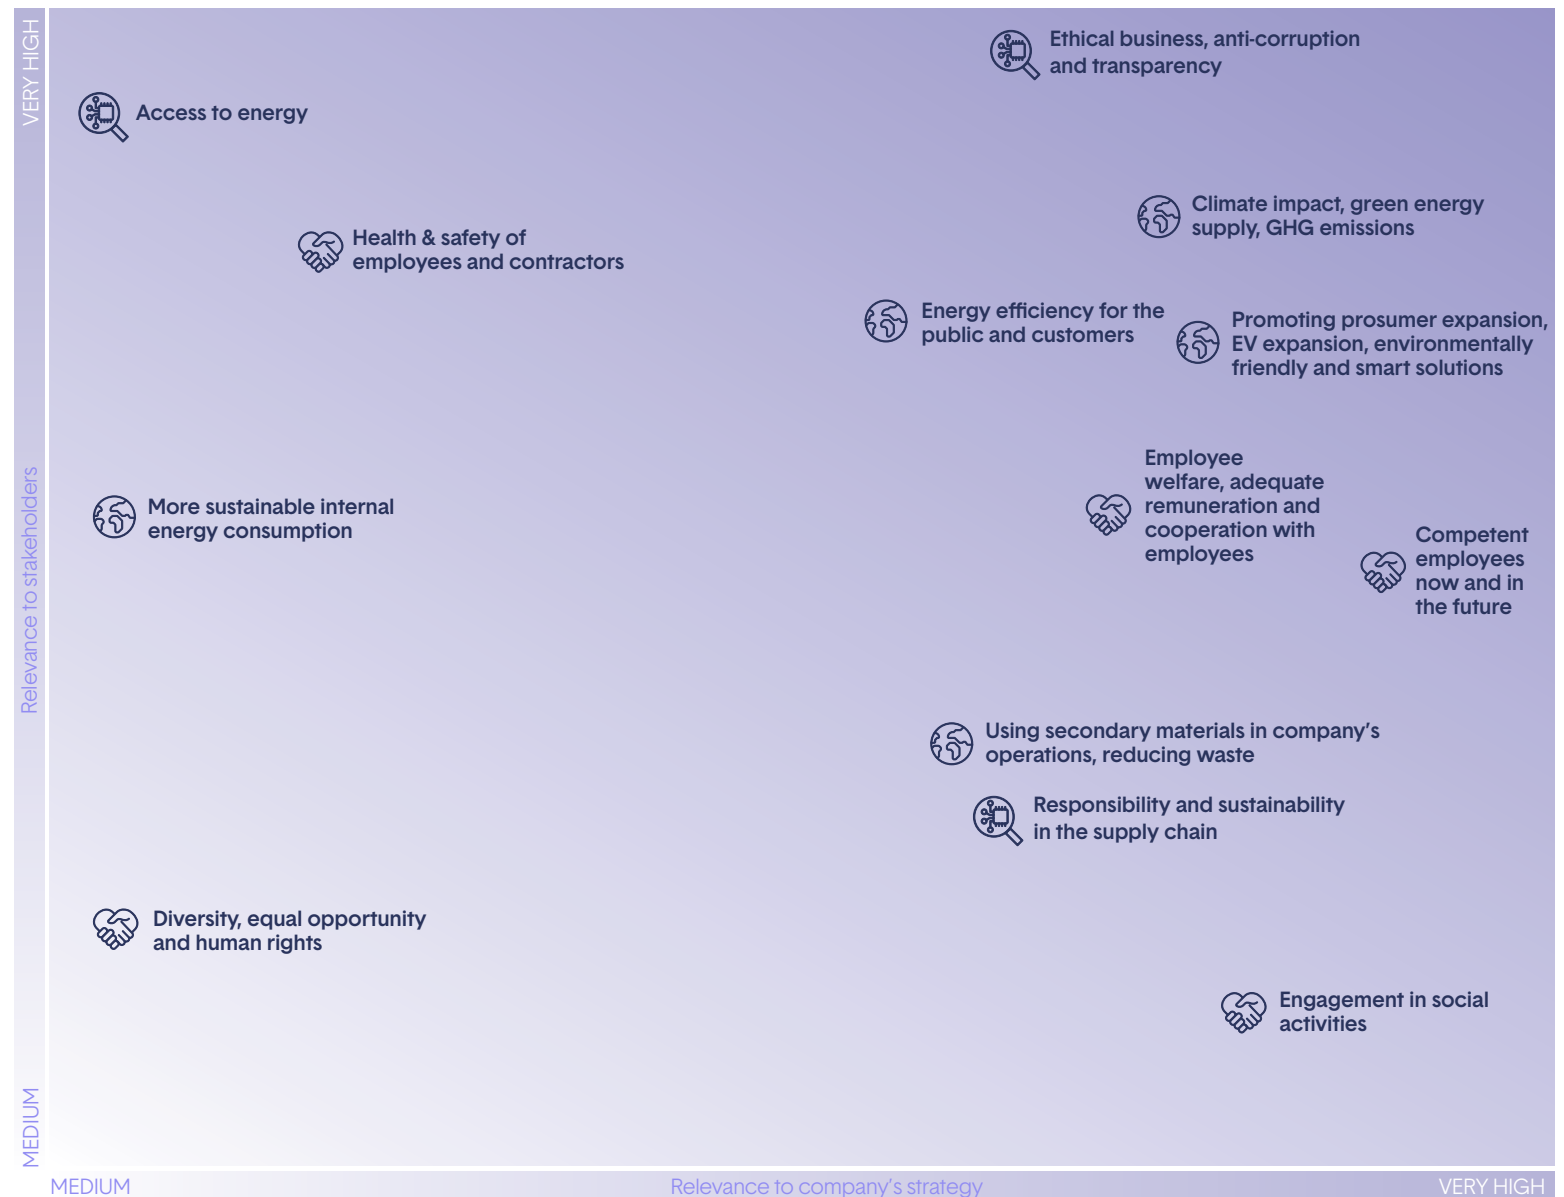 VERY HIGH
Relevance to stakeholders
MEDIUM
Ethical business, anti-corruption
and transparency
Access to energy
Climate impact, green energy
supply, GHG emissions
Health & safety of
employees and contractors
Energy efficiency for the
public and customers
Promoting prosumer expansion,
EV expansion, environmentally
friendly and smart solutions
Employee
welfare, adequate
remuneration and
cooperation with
employees
More sustainable internal
energy consumption
Competent
employees
now and in
the future
Using secondary materials in company's
operations, reducing waste
Responsibility and sustainability
in the supply chain
Diversity, equal opportunity
and human rights
Engagement in social
activities
MEDIUM
Relevance to company's strategy
VERY HIGH